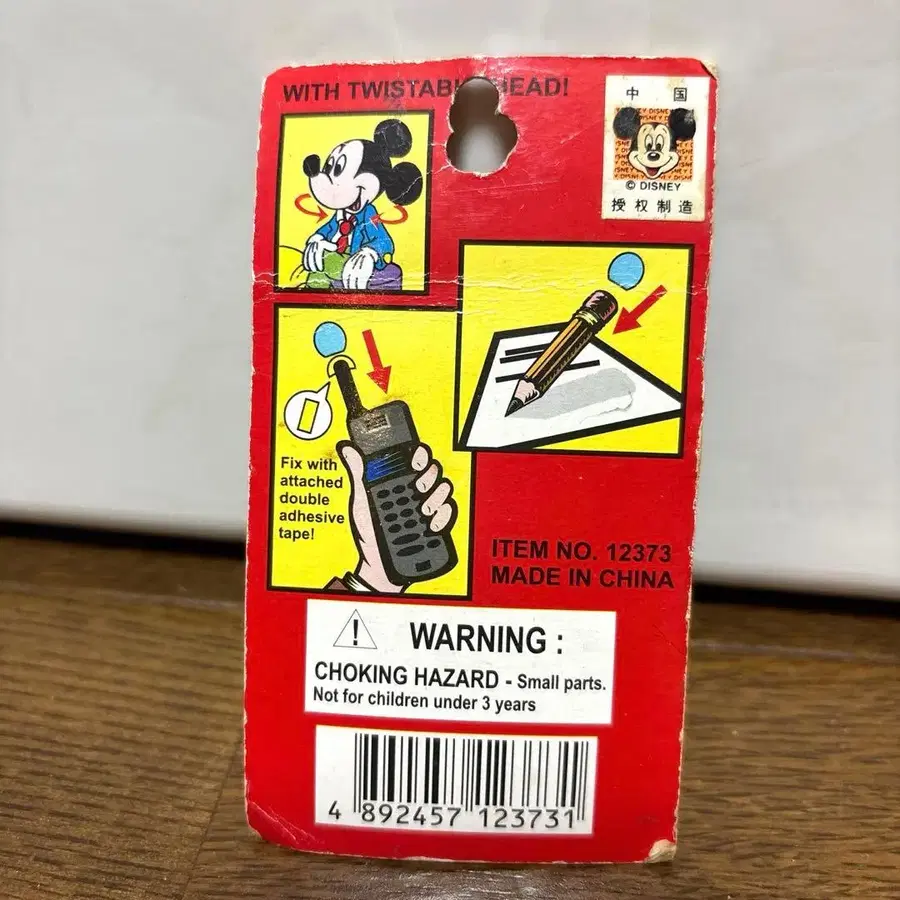 WITH TWISTAB HEAD!
中 国
© DISNEY
授权制造
Fix with
attached
double
adhesive
tape!
ITEM NO. 12373
MADE IN CHINA
WARNING :
CHOKING HAZARD - Small parts.
Not for children under 3 years
4 892457 123731